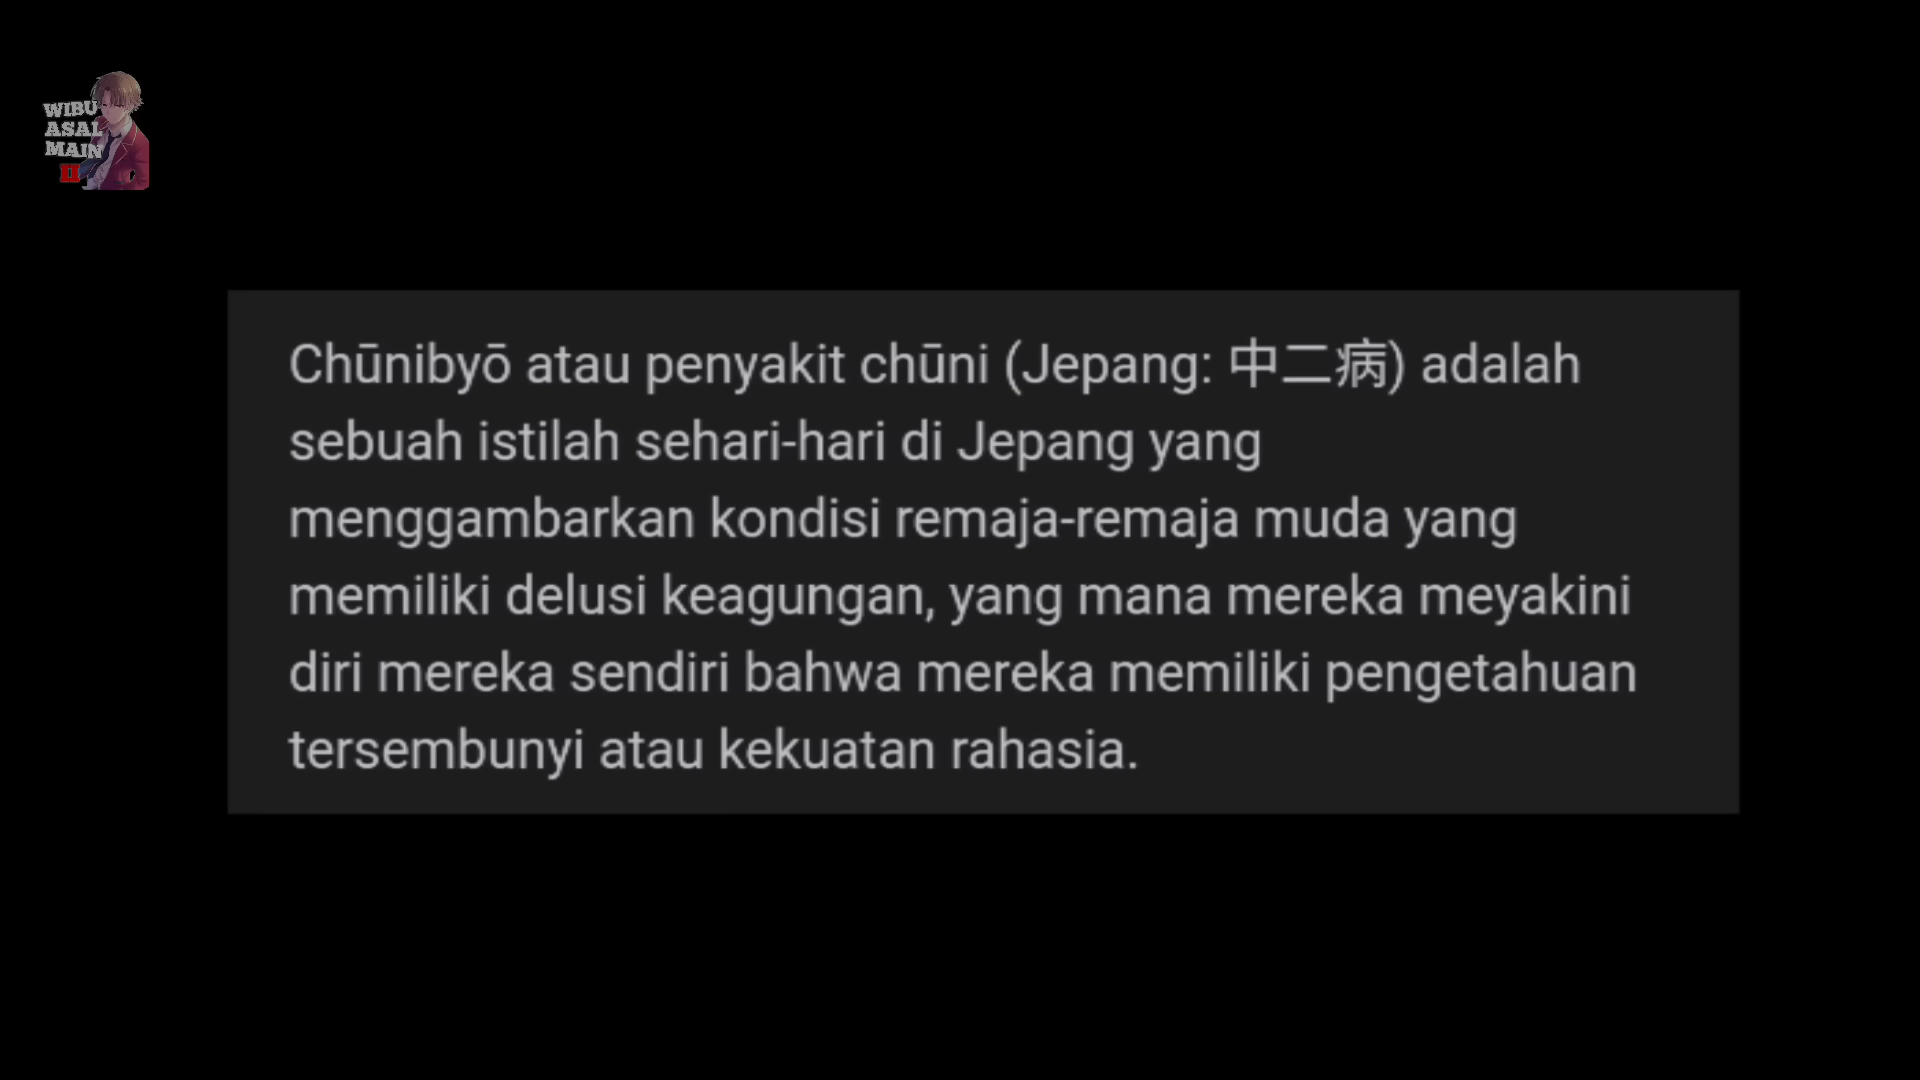 WIBU
ASAL
MAIN
II
Chūnibyō atau penyakit chūni (Jepang: 中二病) adalah
sebuah istilah sehari-hari di Jepang yang
menggambarkan kondisi remaja-remaja muda yang
memiliki delusi keagungan, yang mana mereka meyakini
diri mereka sendiri bahwa mereka memiliki pengetahuan
tersembunyi atau kekuatan rahasia.